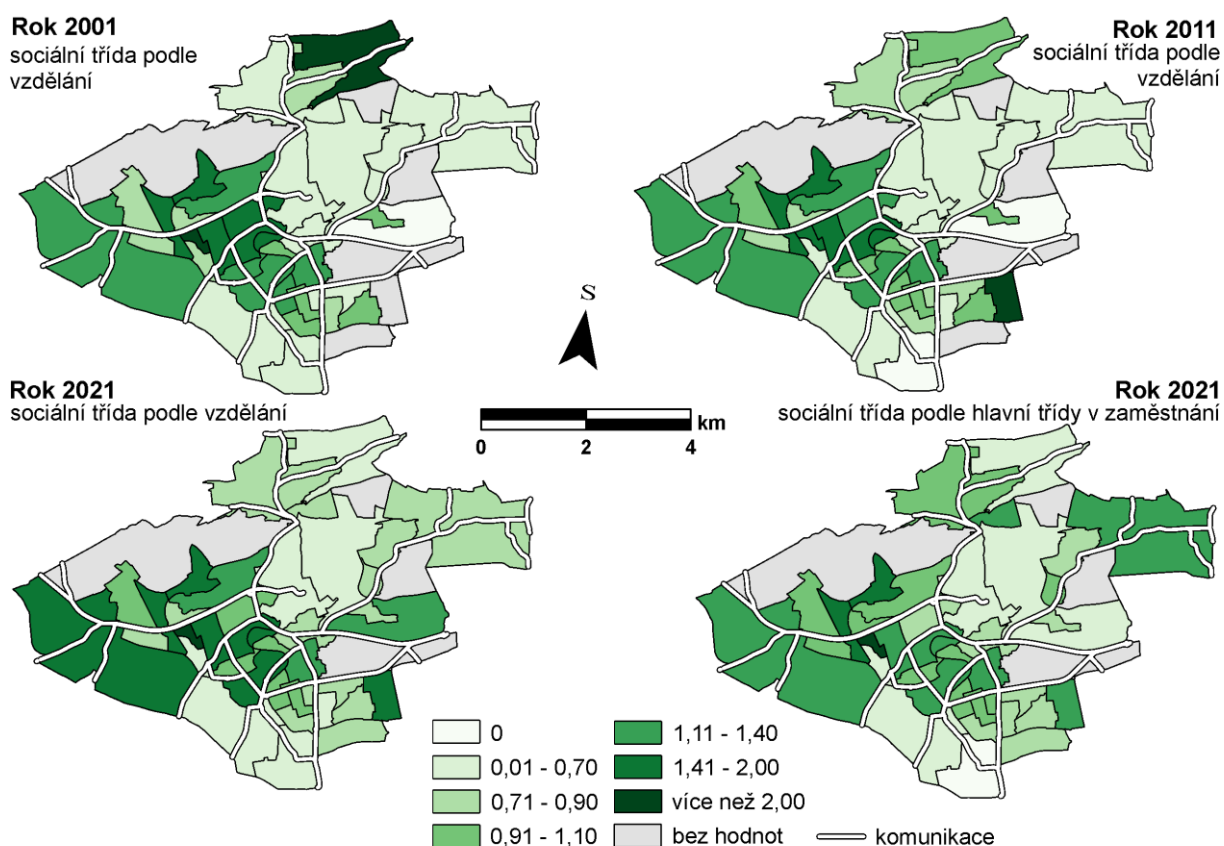 Rok 2001
sociální třída podle
vzdělání
Rok 2011
sociální třída podle
vzdělání
S
Rok 2021
sociální třída podle vzdělání
Rok 2021
sociální třída podle hlavní třídy v zaměstnání
km
0 2 4
0
0,01 - 0,70
0,71 - 0,90
0,91 - 1,10
1,11 - 1,40
1,41 - 2,00
více než 2,00
bez hodnot
komunikace